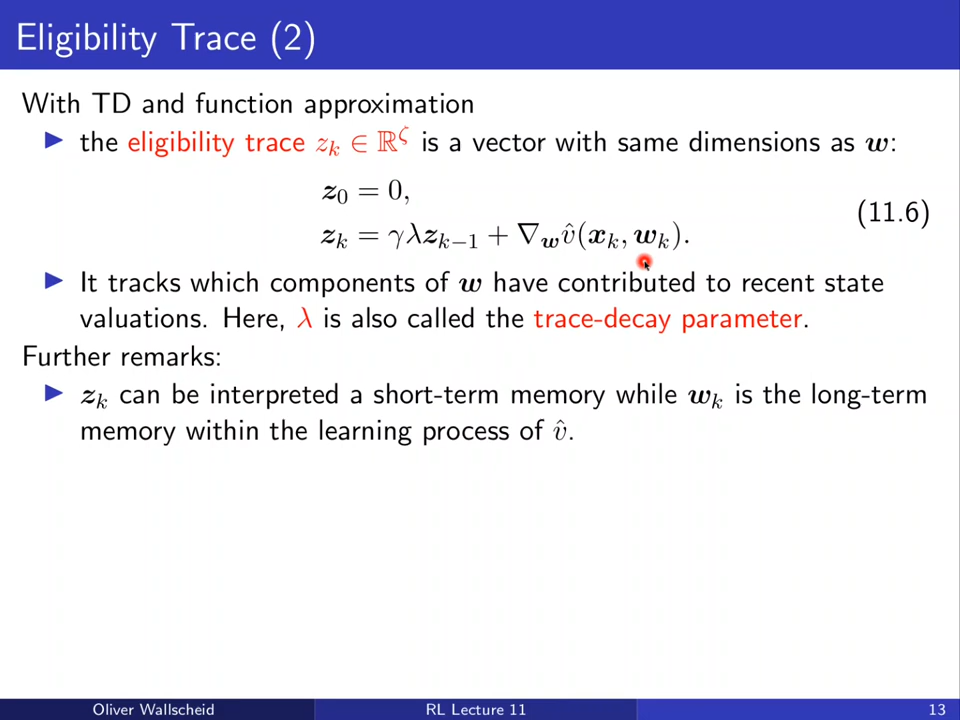 Eligibility Trace (2)
With TD and function approximation
▶ the eligibility trace z_k ∈ ℝ^ζ is a vector with same dimensions as w:
z_0 = 0,
z_k = γλz_{k−1} + ∇_w v̂(x_k, w_k).
(11.6)
▶ It tracks which components of w have contributed to recent state
valuations. Here, λ is also called the trace-decay parameter.
Further remarks:
▶ z_k can be interpreted a short-term memory while w_k is the long-term
memory within the learning process of v̂.
Oliver Wallscheid
RL Lecture 11
13